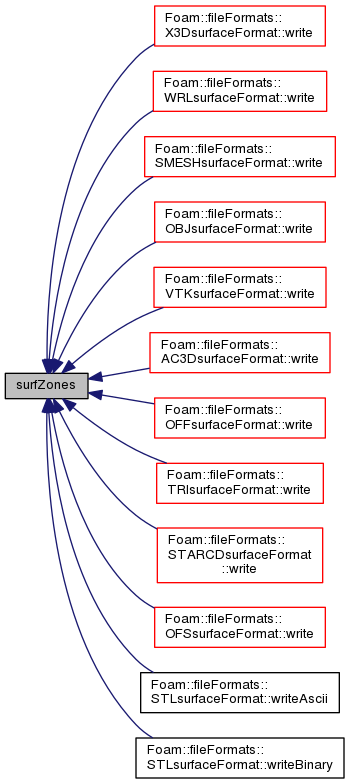 Foam::fileFormats::
X3DsurfaceFormat::write
Foam::fileFormats::
WRLsurfaceFormat::write
Foam::fileFormats::
SMESHsurfaceFormat::write
Foam::fileFormats::
OBJsurfaceFormat::write
Foam::fileFormats::
VTKsurfaceFormat::write
Foam::fileFormats::
AC3DsurfaceFormat::write
surfZones
Foam::fileFormats::
OFFsurfaceFormat::write
Foam::fileFormats::
TRIsurfaceFormat::write
Foam::fileFormats::
STARCDsurfaceFormat
::write
Foam::fileFormats::
OFSsurfaceFormat::write
Foam::fileFormats::
STLsurfaceFormat::writeAscii
Foam::fileFormats::
STLsurfaceFormat::writeBinary